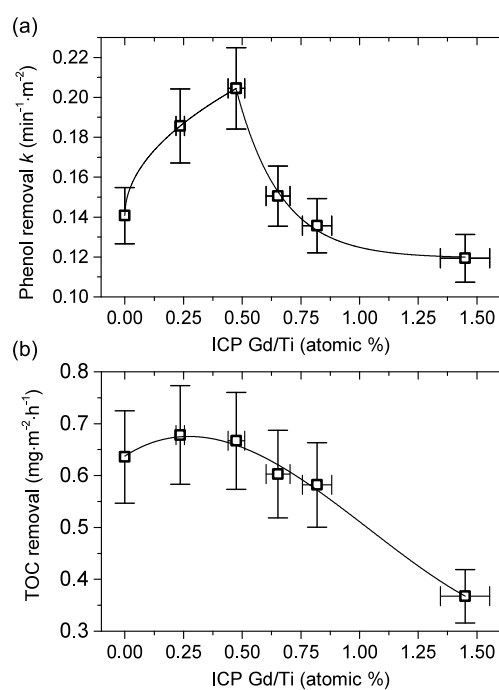 (a)
Phenol removal k (min⁻¹·m⁻²)
0.22
0.20
0.18
0.16
0.14
0.12
0.10
0.00 0.25 0.50 0.75 1.00 1.25 1.50
ICP Gd/Ti (atomic %)
(b)
TOC removal (mg·m⁻²·h⁻¹)
0.8
0.7
0.6
0.5
0.4
0.3
0.00 0.25 0.50 0.75 1.00 1.25 1.50
ICP Gd/Ti (atomic %)